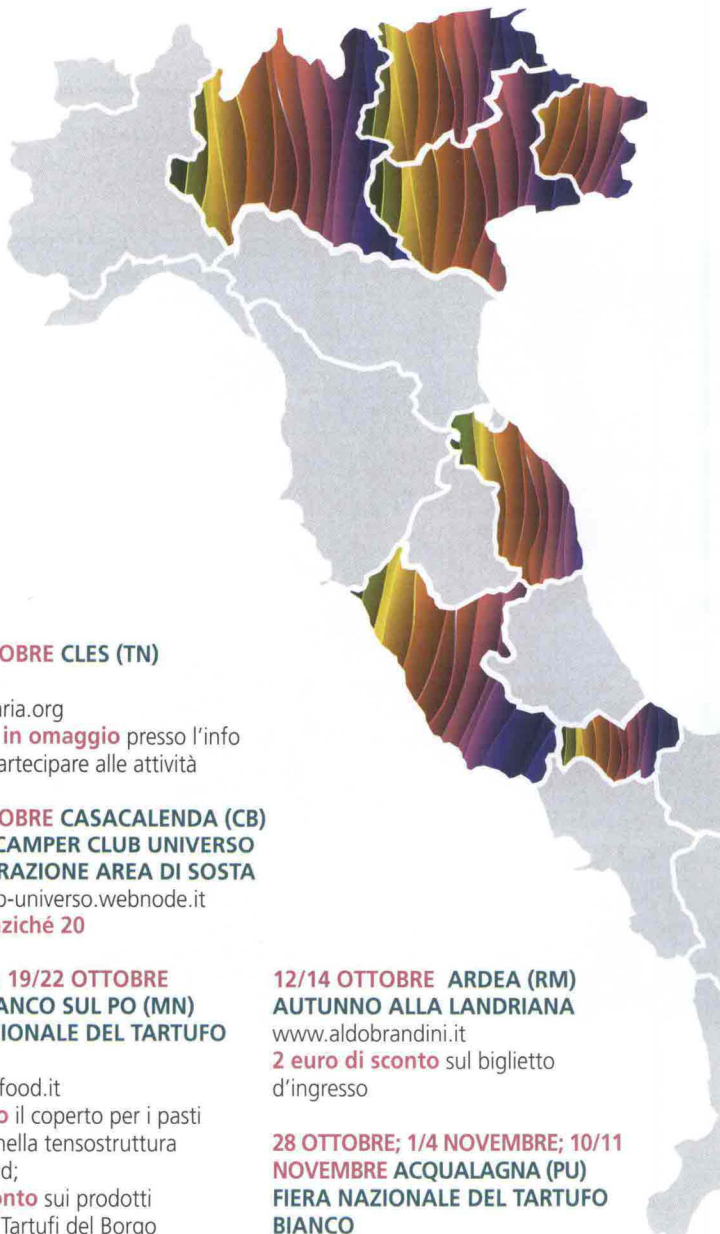 OBRE CLES (TN)
ria.org
in omaggio presso l'info
artecipare alle attività
OBRE CASACALENDA (CB)
CAMPER CLUB UNIVERSO
RAZIONE AREA DI SOSTA
-universo.webnode.it
ziché 20
19/22 OTTOBRE
ANCO SUL PO (MN)
IONALE DEL TARTUFO
food.it
il coperto per i pasti
nella tensostruttura
d;
onto sui prodotti
Tartufi del Borgo
12/14 OTTOBRE ARDEA (RM)
AUTUNNO ALLA LANDRIANA
www.aldobrandini.it
2 euro di sconto sul biglietto
d'ingresso
28 OTTOBRE; 1/4 NOVEMBRE; 10/11
NOVEMBRE ACQUALAGNA (PU)
FIERA NAZIONALE DEL TARTUFO
BIANCO